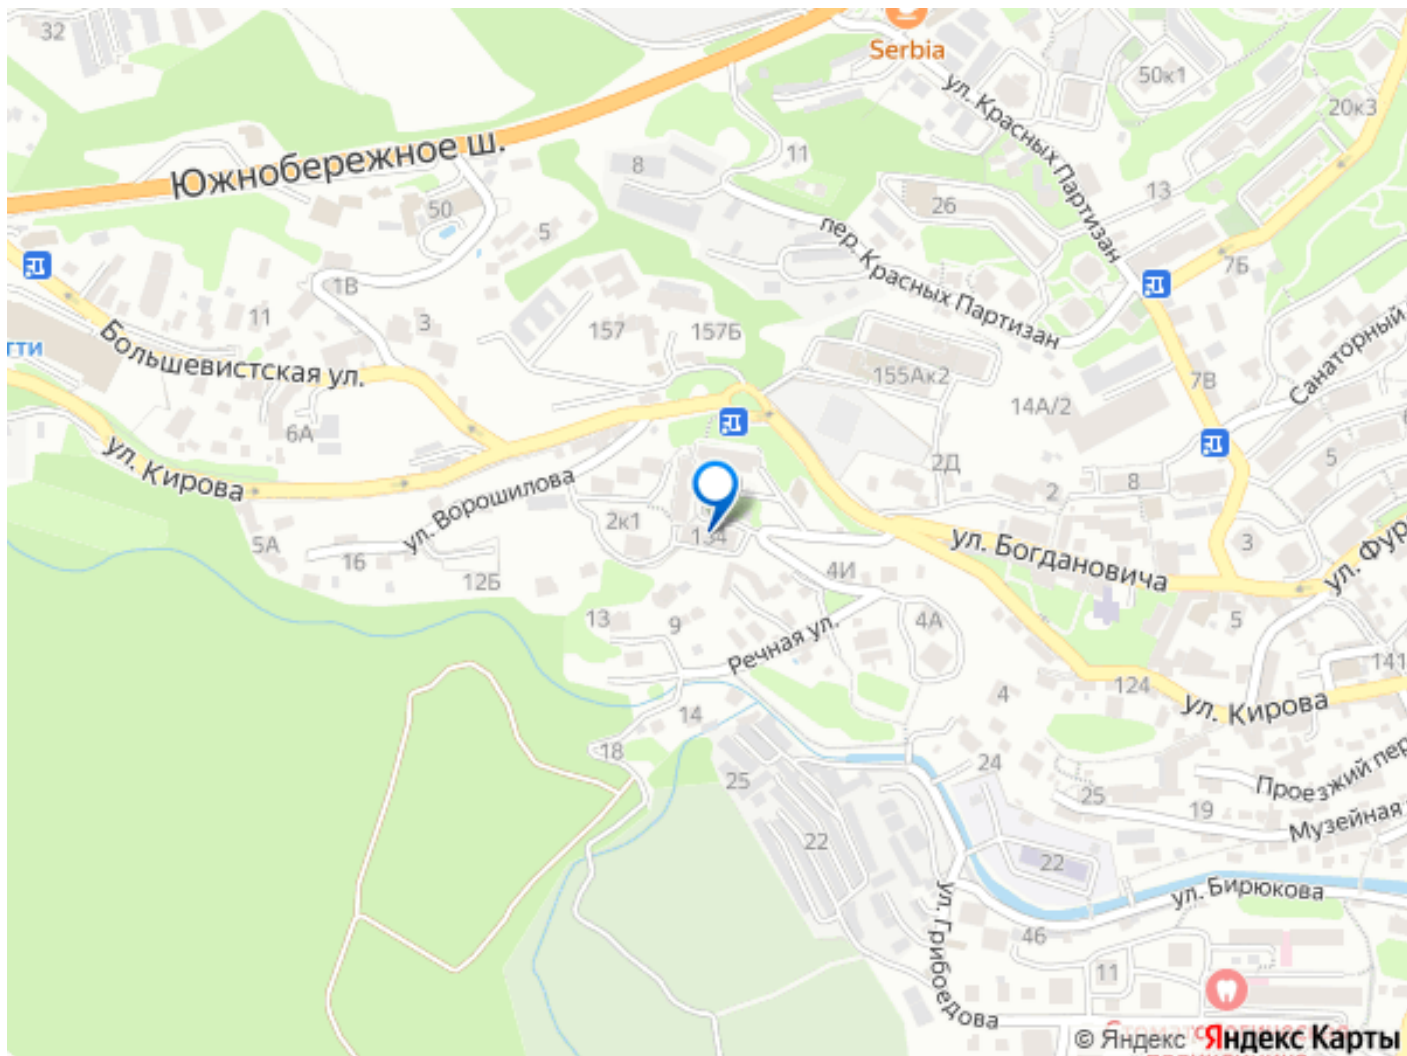 32
Serbia
50к1
20к3
ул. Красных Партизан
Южнобережное ш.
8
11
50
5
26
13
пер. Красных Партизан
7Б
1В
11
3
157
157Б
тти
Большевистская ул.
155Ак2
14А/2
7В
Санаторный
6А
2Д
5
ул. Кирова
ул. Ворошилова
2к1
134
2
8
5А
16
12Б
ул. Богдановича
3
ул. Фур
4И
13
9
Речная ул.
4А
5
141
124
4
ул. Кирова
14
18
25
24
25
19
Проезжий пер
Музейная
22
22
ул. Бирюкова
ул. Грибоедова
46
11
© Яндекс Яндекс Карты